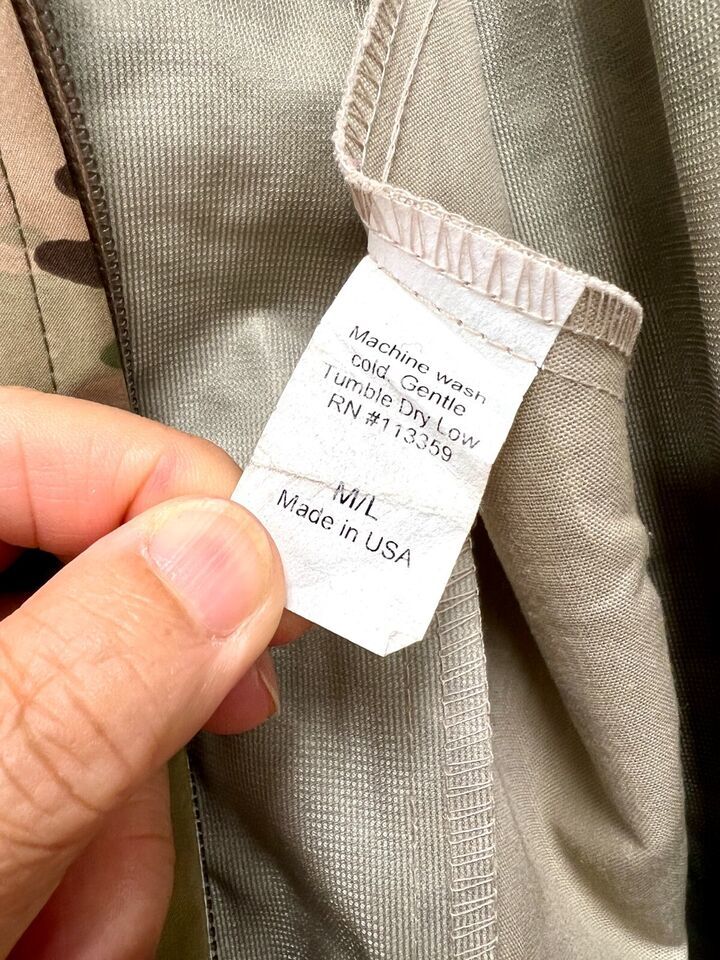 Machine wash
cold, Gentle
Tumble Dry Low
RN #113359
M/L
Made in USA